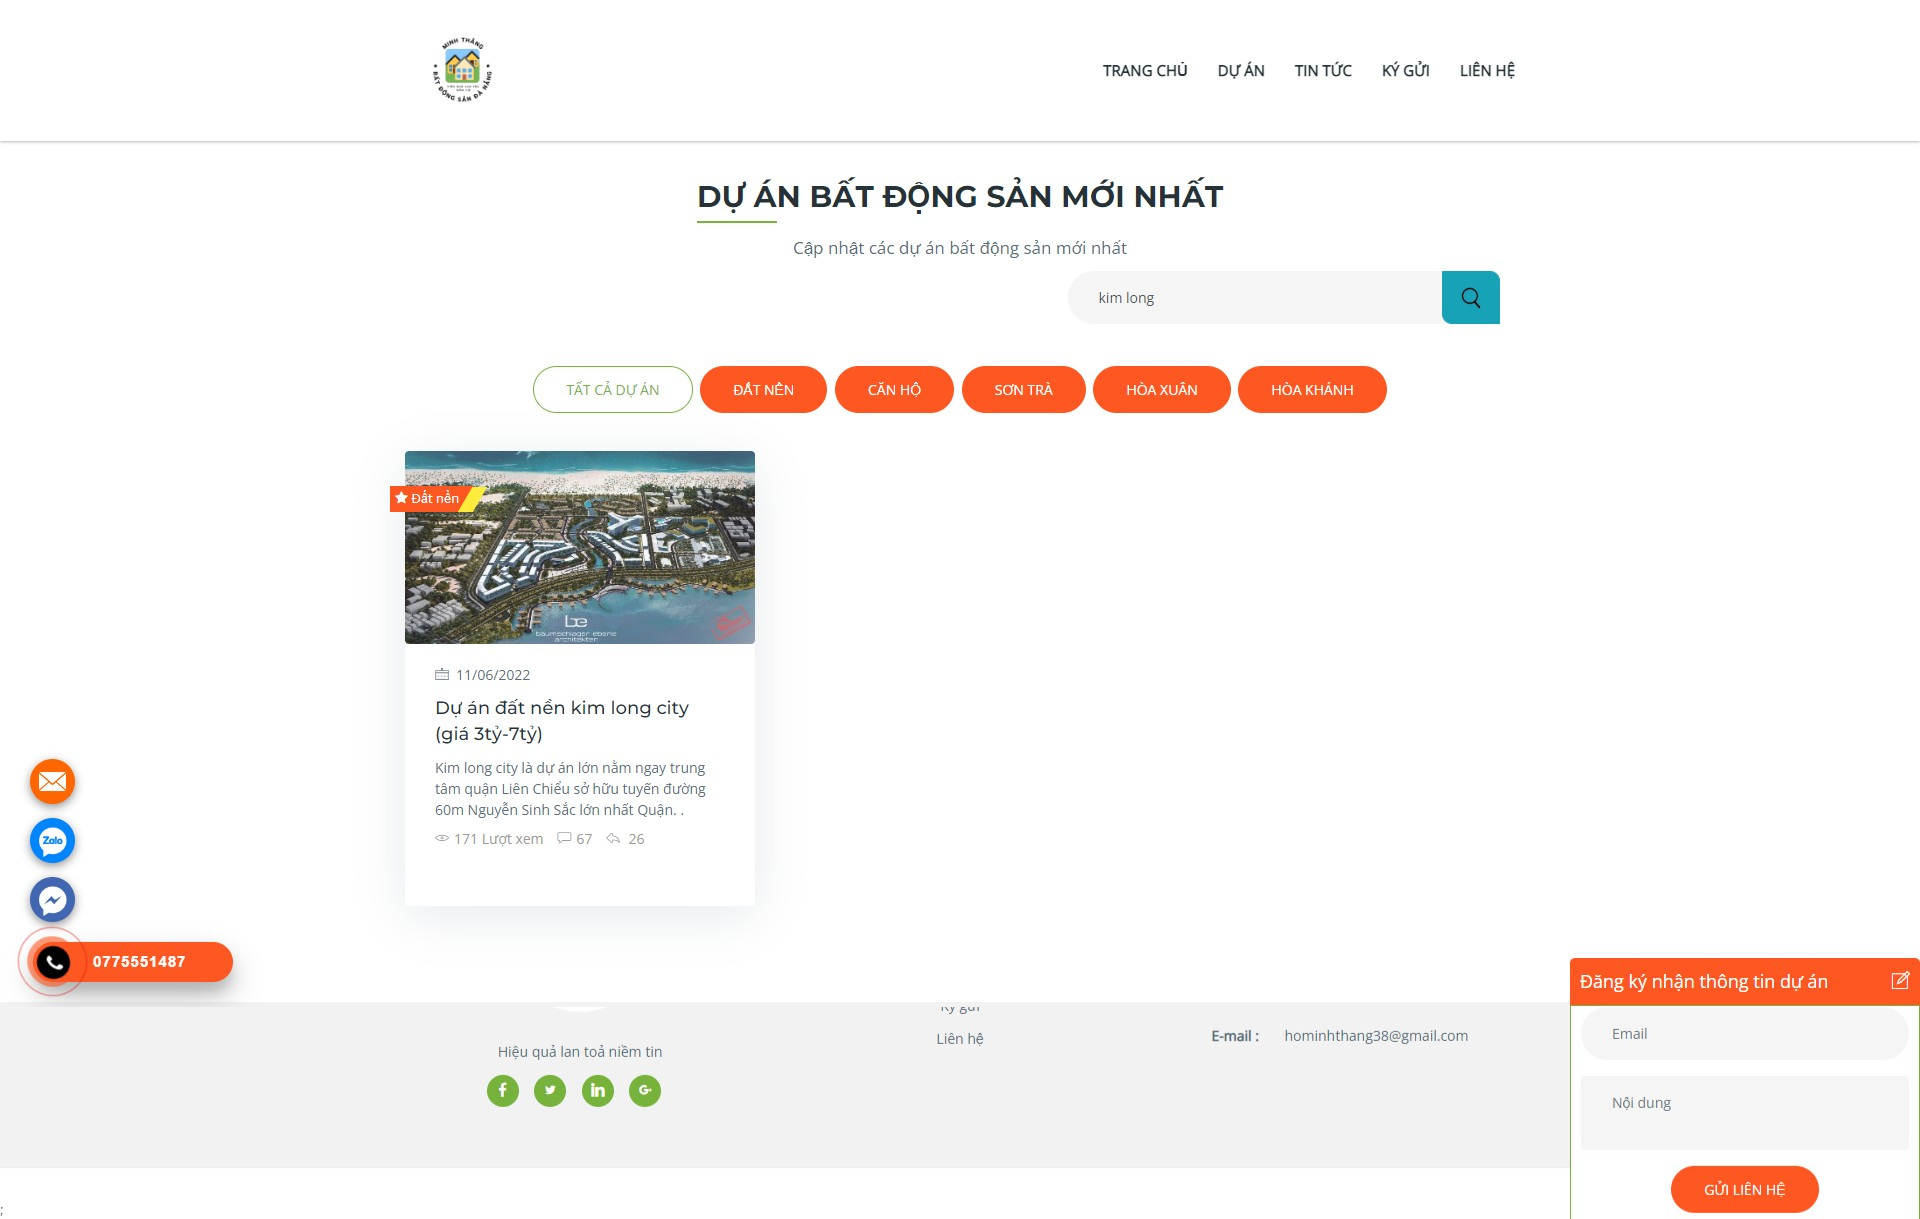 MINH THẮNG
BẤT ĐỘNG SẢN ĐÀ NẴNG
TRANG CHỦ
DỰ ÁN
TIN TỨC
KÝ GỬI
LIÊN HỆ
DỰ ÁN BẤT ĐỘNG SẢN MỚI NHẤT
Cập nhật các dự án bất động sản mới nhất
kim long
TẤT CẢ DỰ ÁN
ĐẤT NỀN
CĂN HỘ
SƠN TRÀ
HÒA XUÂN
HÒA KHÁNH
Đất nền
be
baumschlager eberle
architekten
11/06/2022
Dự án đất nền kim long city
(giá 3tỷ-7tỷ)
Kim long city là dự án lớn nằm ngay trung
tâm quận Liên Chiểu sở hữu tuyến đường
60m Nguyễn Sinh Sắc lớn nhất Quận. .
171 Lượt xem
67
26
Zalo
0775551487
Hiệu quả lan toả niềm tin
Ký gửi
Liên hệ
E-mail :
hominhthang38@gmail.com
Đăng ký nhận thông tin dự án
Email
Nội dung
GỬI LIÊN HỆ
;